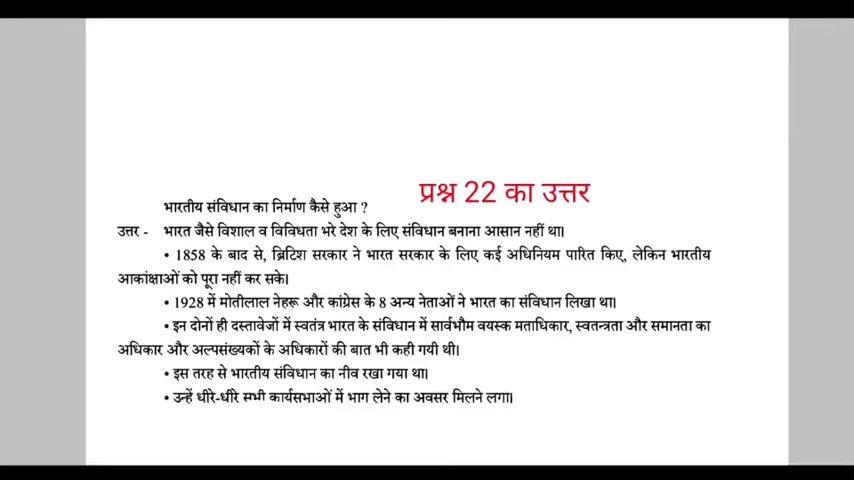 प्रश्न 22 का उत्तर
भारतीय संविधान का निर्माण कैसे हुआ ?
उत्तर - भारत जैसे विशाल व विविधता भरे देश के लिए संविधान बनाना आसान नहीं था।
• 1858 के बाद से, ब्रिटिश सरकार ने भारत सरकार के लिए कई अधिनियम पारित किए, लेकिन भारतीय
आकांक्षाओं को पूरा नहीं कर सके।
• 1928 में मोतीलाल नेहरू और कांग्रेस के 8 अन्य नेताओं ने भारत का संविधान लिखा था।
• इन दोनों ही दस्तावेजों में स्वतंत्र भारत के संविधान में सार्वभौम वयस्क मताधिकार, स्वतन्त्रता और समानता का
अधिकार और अल्पसंख्यकों के अधिकारों की बात भी कही गयी थी।
• इस तरह से भारतीय संविधान का नीव रखा गया था।
• उन्हें धीरे-धीरे सभी कार्यसभाओं में भाग लेने का अवसर मिलने लगा।